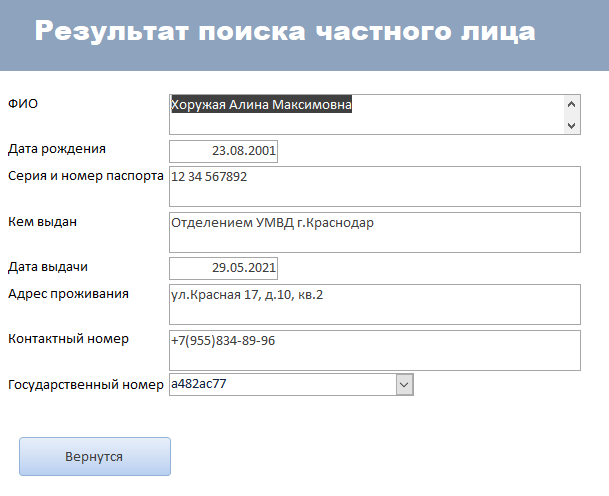 Результат поиска частного лица
ФИО Хоружая Алина Максимовна
Дата рождения 23.08.2001
Серия и номер паспорта 12 34 567892
Кем выдан Отделением УМВД г.Краснодар
Дата выдачи 29.05.2021
Адрес проживания ул.Красная 17, д.10, кв.2
Контактный номер +7(955)834-89-96
Государственный номер а482ас77
Вернутся